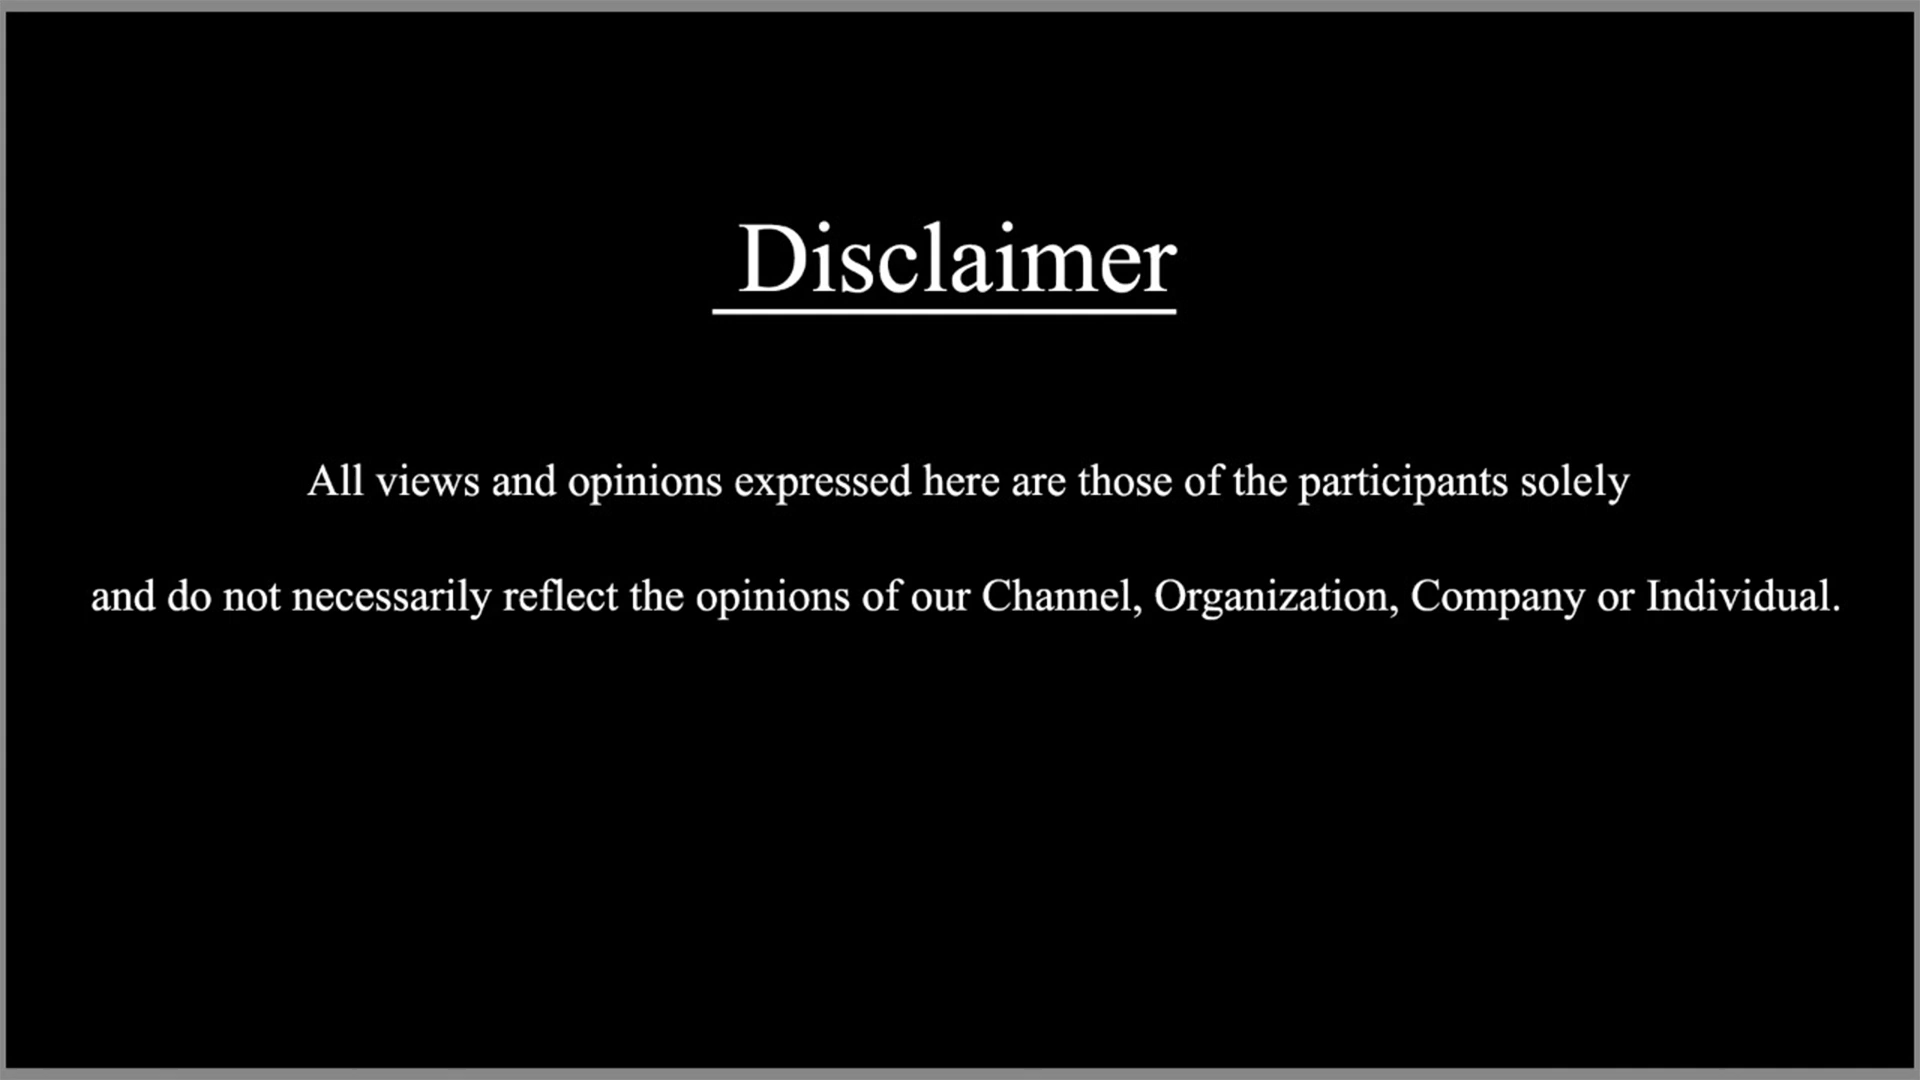 Disclaimer
All views and opinions expressed here are those of the participants solely
and do not necessarily reflect the opinions of our Channel, Organization, Company or Individual.